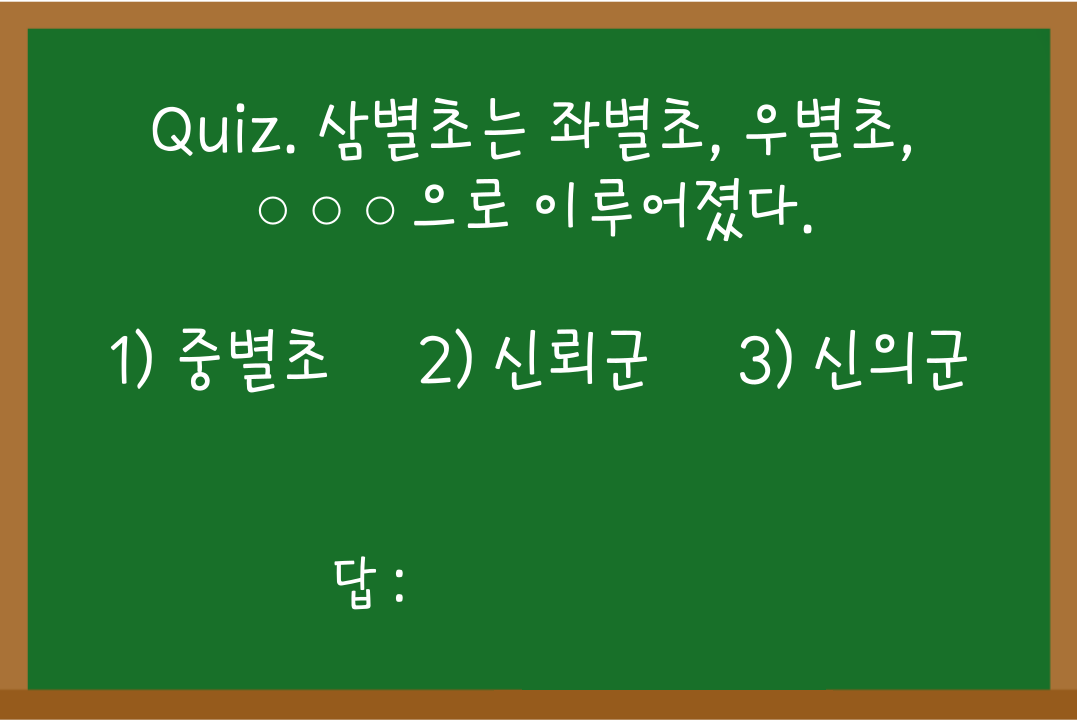 Quiz. 삼별초는 좌별초, 우별초,
○ ○ ○으로 이루어졌다.
1) 중별초 2) 신뢰군 3) 신의군
답 :